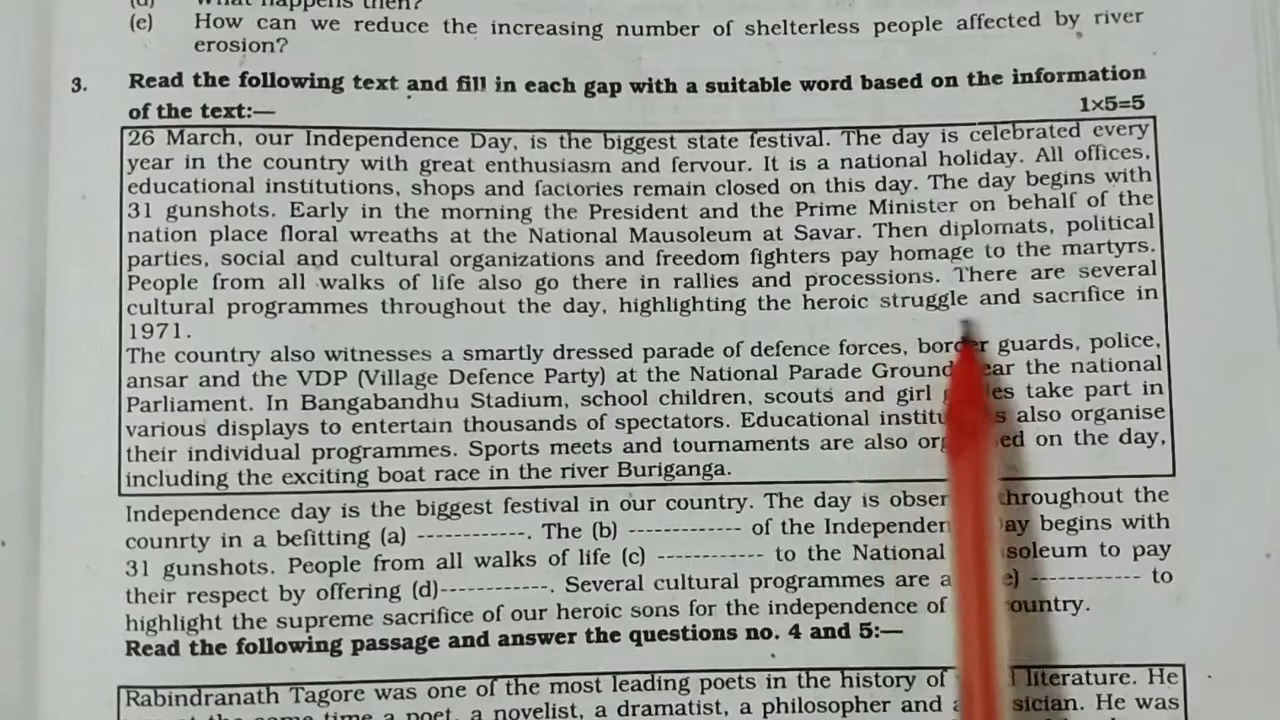 What happens then?
(e) How can we reduce the increasing number of shelterless people affected by river
erosion?
3. Read the following text and fill in each gap with a suitable word based on the information
of the text:— 1×5=5
26 March, our Independence Day, is the biggest state festival. The day is celebrated every
year in the country with great enthusiasm and fervour. It is a national holiday. All offices,
educational institutions, shops and factories remain closed on this day. The day begins with
31 gunshots. Early in the morning the President and the Prime Minister on behalf of the
nation place floral wreaths at the National Mausoleum at Savar. Then diplomats, political
parties, social and cultural organizations and freedom fighters pay homage to the martyrs.
People from all walks of life also go there in rallies and processions. There are several
cultural programmes throughout the day, highlighting the heroic struggle and sacrifice in
1971.
The country also witnesses a smartly dressed parade of defence forces, border guards, police,
ansar and the VDP (Village Defence Party) at the National Parade Ground the national
Parliament. In Bangabandhu Stadium, school children, scouts and girl take part in
various displays to entertain thousands of spectators. Educational also organise
their individual programmes. Sports meets and tournaments are also on the day,
including the exciting boat race in the river Buriganga.
Independence day is the biggest festival in our country. The day is throughout the
counrty in a befitting (a) ------------. The (b) ------------- of the begins with
31 gunshots. People from all walks of life (c) ------------ to the National to pay
their respect by offering (d)------------. Several cultural programmes are ------------ to
highlight the supreme sacrifice of our heroic sons for the independence of country.
Read the following passage and answer the questions no. 4 and 5:—
Rabindranath Tagore was one of the most leading poets in the history of literature. He
time a poet, a novelist, a dramatist, a philosopher and He was